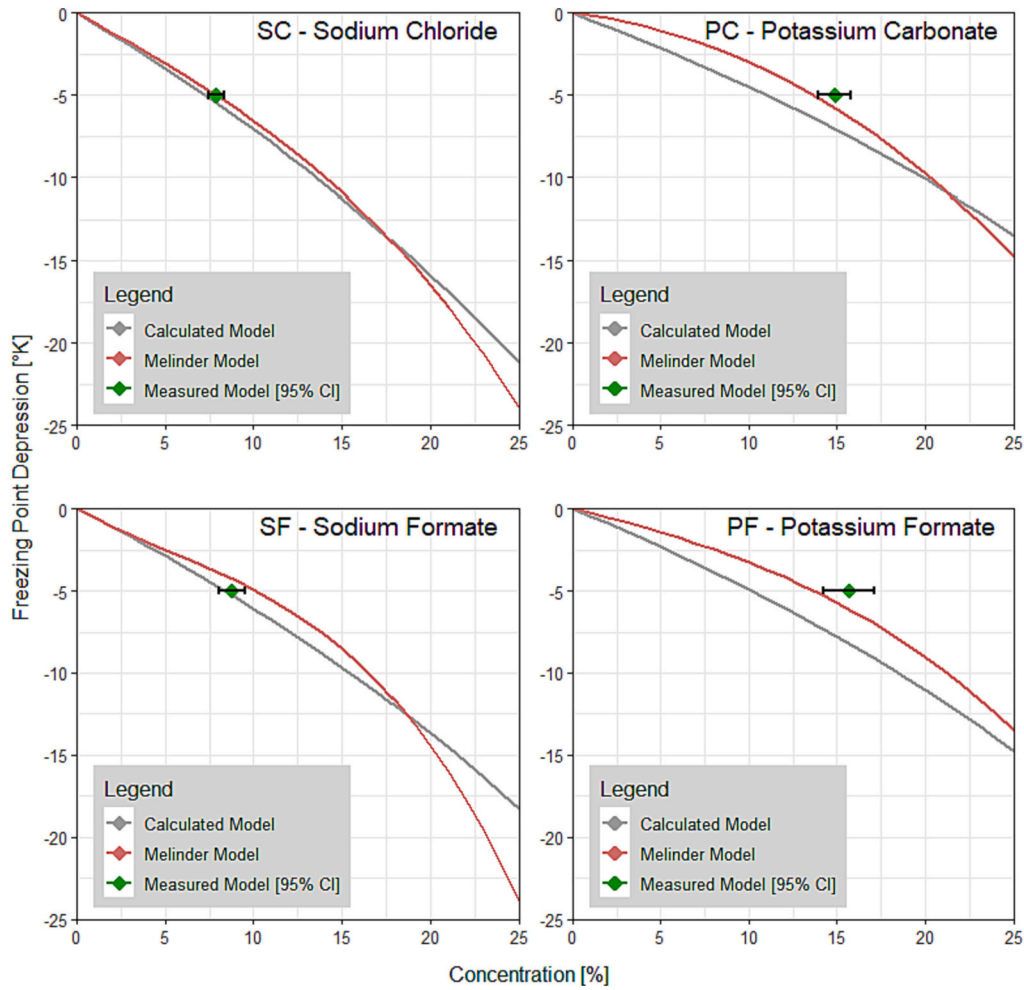 SC - Sodium Chloride
0
-5
-10
-15
-20
-25
Legend
Calculated Model
Melinder Model
Measured Model [95% CI]
0 5 10 15 20 25
PC - Potassium Carbonate
0
-5
-10
-15
-20
-25
Legend
Calculated Model
Melinder Model
Measured Model [95% CI]
0 5 10 15 20 25
Freezing Point Depression [°K]
SF - Sodium Formate
0
-5
-10
-15
-20
-25
Legend
Calculated Model
Melinder Model
Measured Model [95% CI]
0 5 10 15 20 25
PF - Potassium Formate
0
-5
-10
-15
-20
-25
Legend
Calculated Model
Melinder Model
Measured Model [95% CI]
0 5 10 15 20 25
Concentration [%]